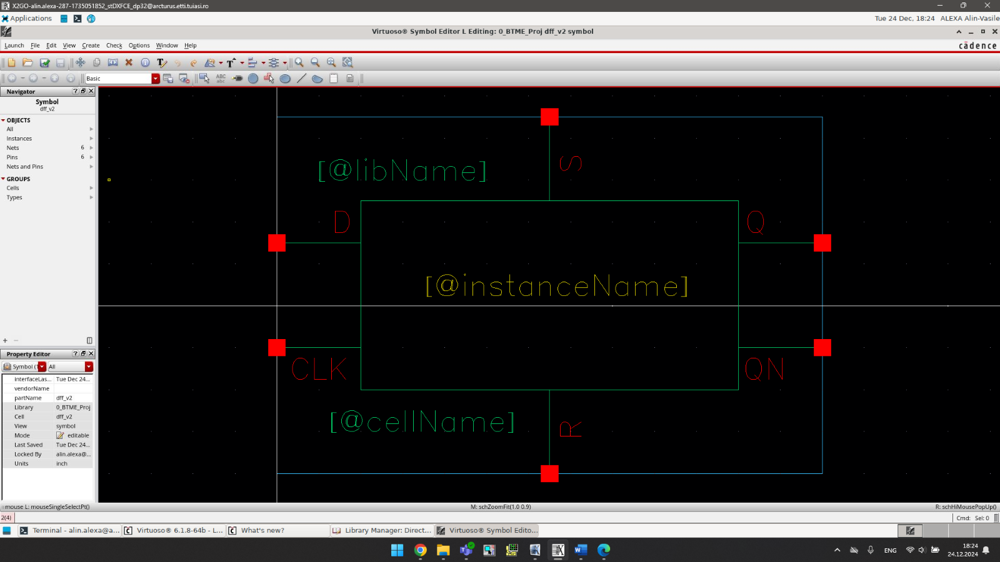 X2GO-alin.alexa-287-1735051852_stDXFCE_dp32@arcturus.etti.tuiasi.ro
Applications
Tue 24 Dec, 18:24 ALEXA Alin-Vasile
Virtuoso® Symbol Editor L Editing: 0_BTME_Proj dff_v2 symbol
Launch File Edit View Create Check Options Window Help
cādence
Basic
ABC
abc
Navigator
Symbol
dff_v2
OBJECTS
All
Instances
Nets 6
Pins 6
Nets and Pins
GROUPS
Cells
Types
[@libName]
S
D
Q
[@instanceName]
CLK
QN
[@cellName]
R
Property Editor
Symbol ( All
interfaceLas... Tue Dec 24...
vendorName
partName dff_v2
Library 0_BTME_Proj
Cell dff_v2
View symbol
Mode editable
Last Saved Tue Dec 24...
Locked By alin.alexa@...
Units inch
mouse L: mouseSingleSelectPt() M: schZoomFit(1.0 0.9) R: schHiMousePopUp()
2(4) Cmd: Sel: 0
Terminal - alin.alexa@a... Virtuoso® 6.1.8-64b - L... What's new? Library Manager: Direct... Virtuoso® Symbol Edito...
ENG
18:24
24.12.2024